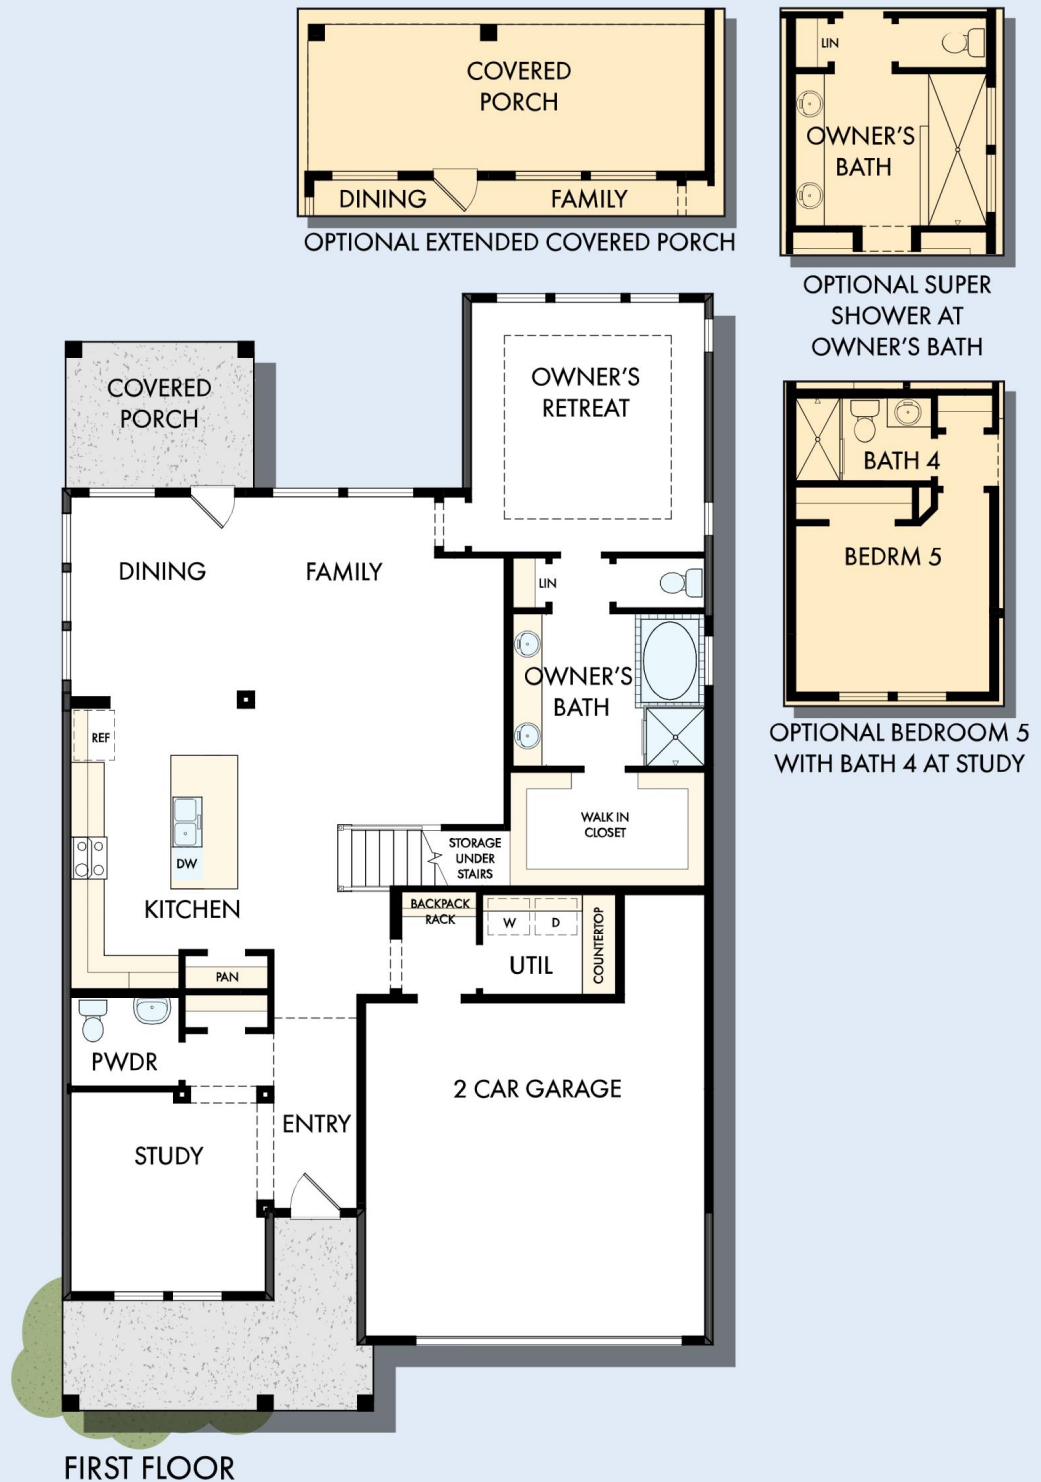 COVERED
PORCH
DINING
FAMILY
OPTIONAL EXTENDED COVERED PORCH
LIN
OWNER'S
BATH
OPTIONAL SUPER
SHOWER AT
OWNER'S BATH
COVERED
PORCH
OWNER'S
RETREAT
BATH 4
BEDRM 5
OPTIONAL BEDROOM 5
WITH BATH 4 AT STUDY
DINING
FAMILY
LIN
OWNER'S
BATH
REF
DW
KITCHEN
WALK IN
CLOSET
STORAGE
UNDER
STAIRS
BACKPACK
RACK
W
D
COUNTERTOP
UTIL
PAN
PWDR
2 CAR GARAGE
ENTRY
STUDY
FIRST FLOOR